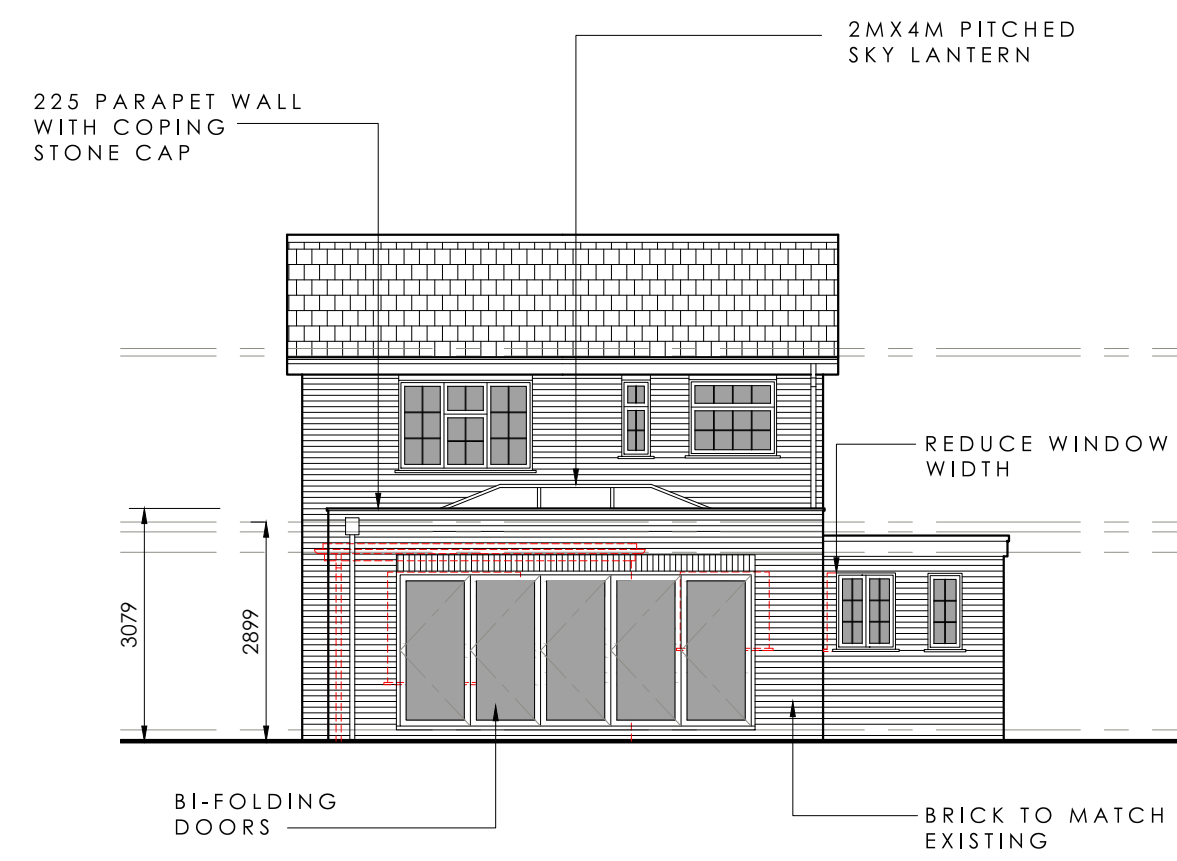 2MX4M PITCHED
SKY LANTERN
225 PARAPET WALL
WITH COPING
STONE CAP
REDUCE WINDOW
WIDTH
3079
2899
BI-FOLDING
DOORS
BRICK TO MATCH
EXISTING